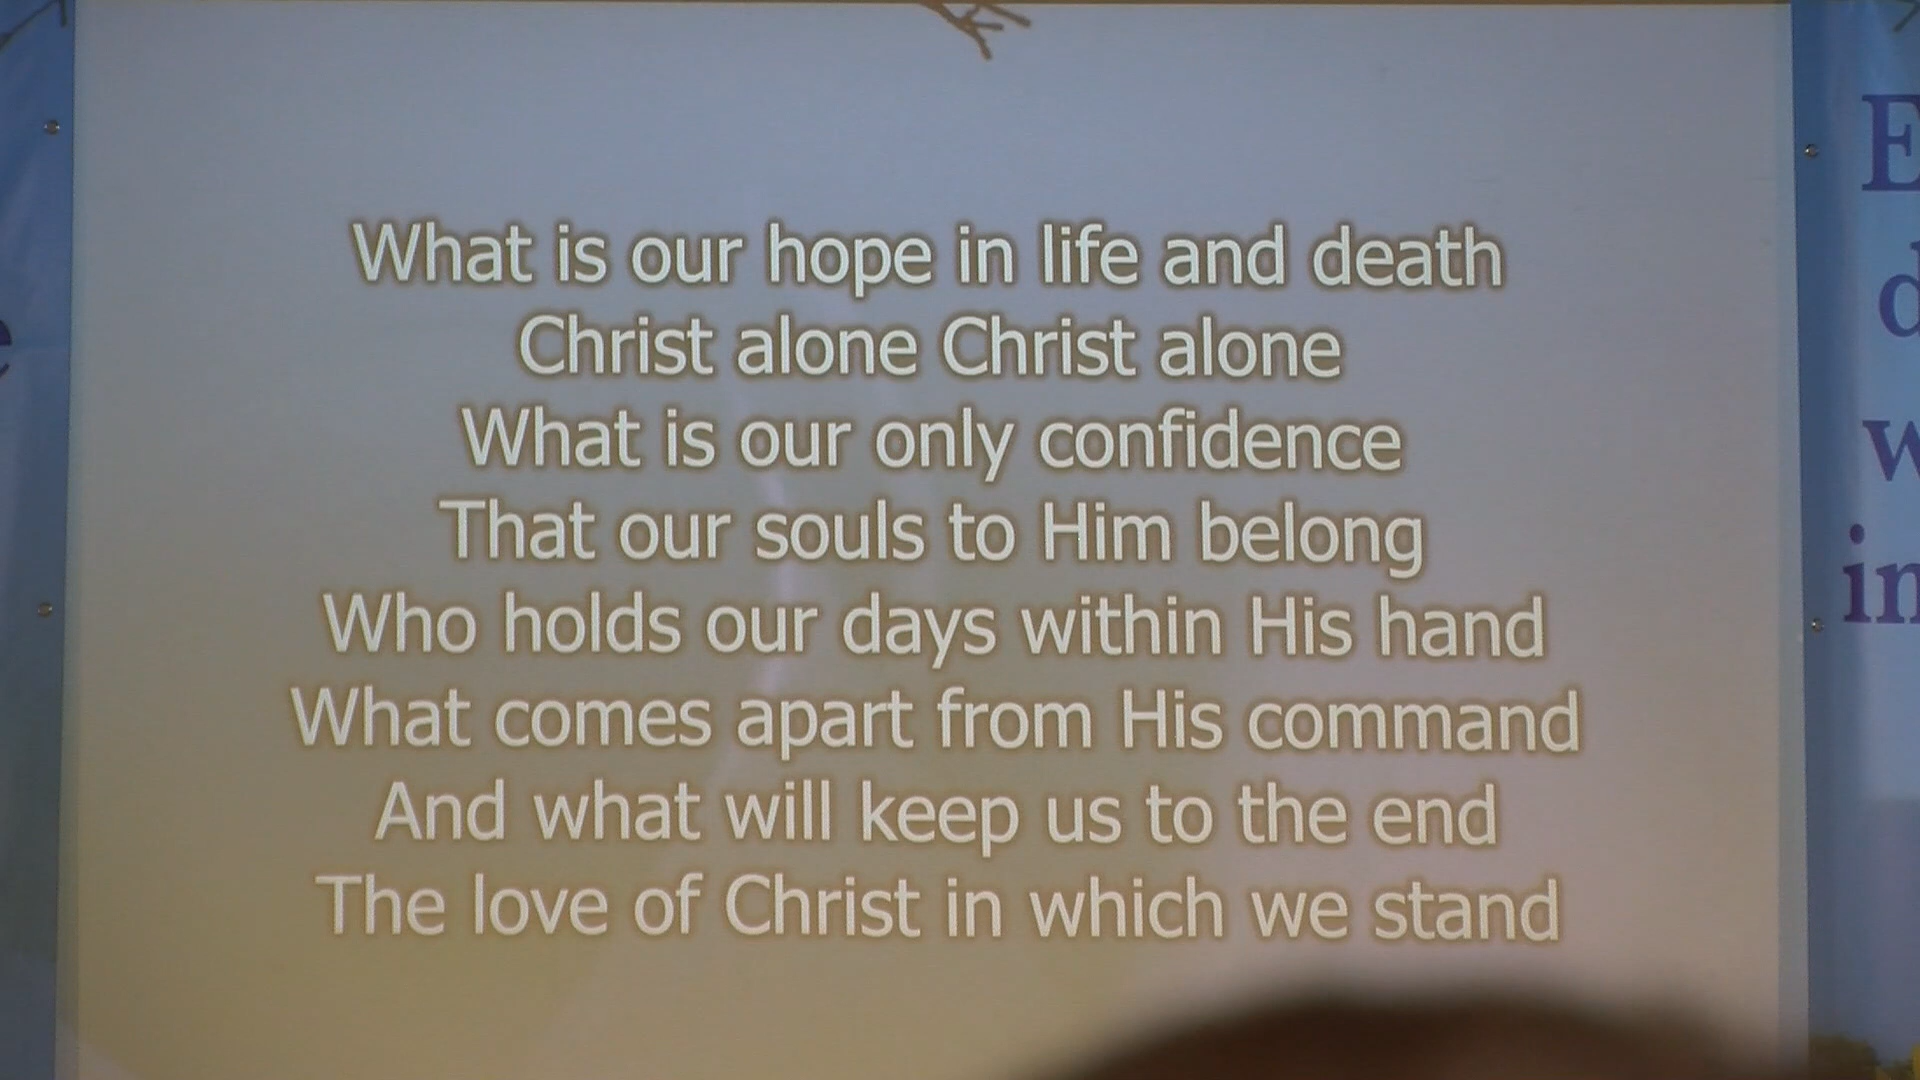 What is our hope in life and death
Christ alone Christ alone
What is our only confidence
That our souls to Him belong
Who holds our days within His hand
What comes apart from His command
And what will keep us to the end
The love of Christ in which we stand